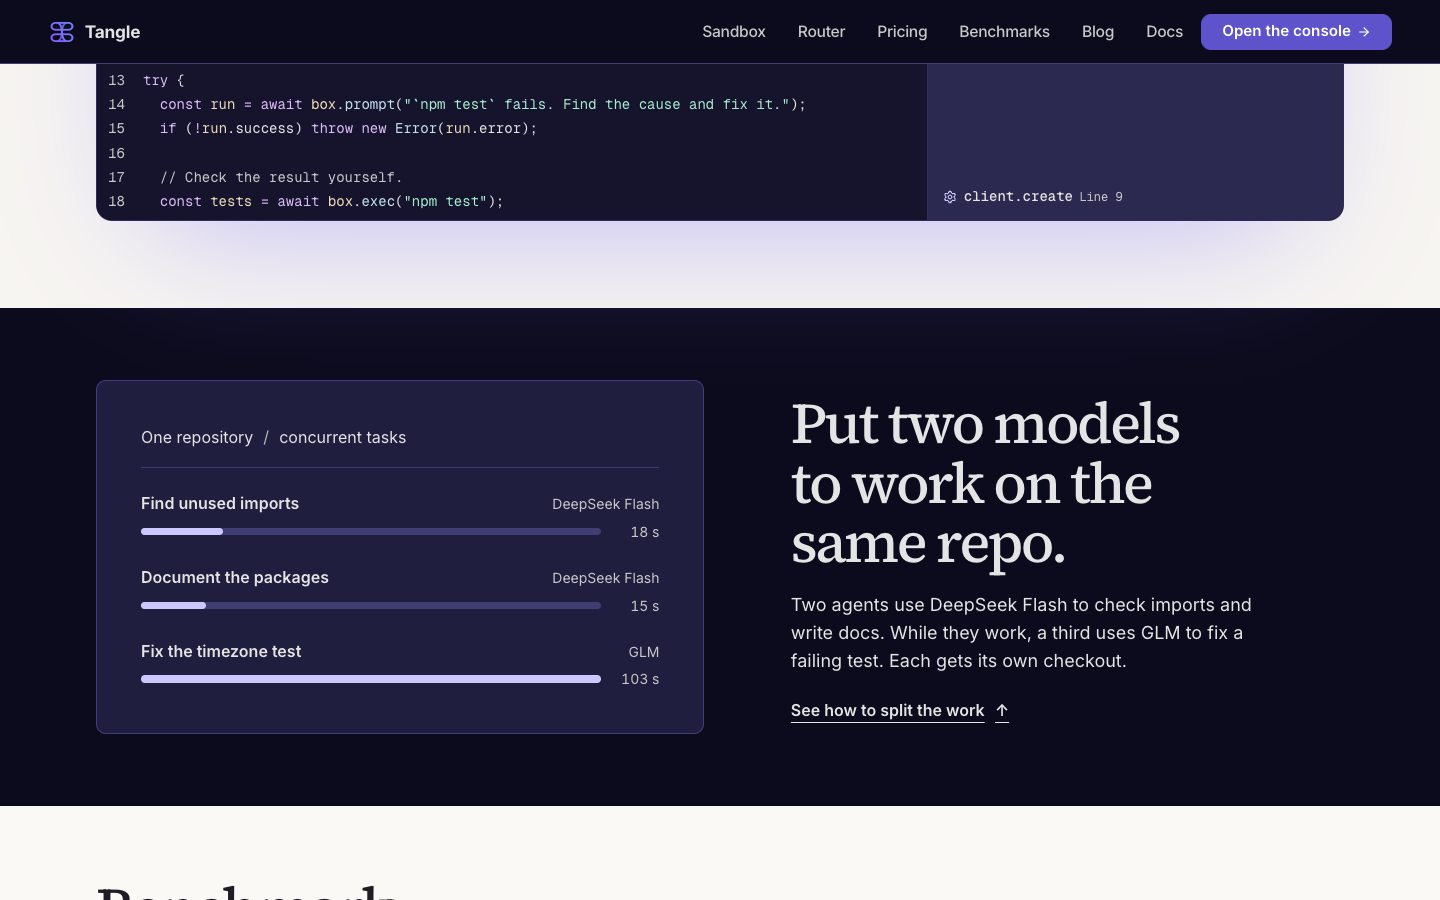 Tangle
Sandbox Router Pricing Benchmarks Blog Docs Open the console →
13 try {
14 const run = await box.prompt("`npm test` fails. Find the cause and fix it.");
15 if (!run.success) throw new Error(run.error);
16
17 // Check the result yourself.
18 const tests = await box.exec("npm test");
client.create Line 9
One repository / concurrent tasks
Find unused imports DeepSeek Flash
18 s
Document the packages DeepSeek Flash
15 s
Fix the timezone test GLM
103 s
Put two models
to work on the
same repo.
Two agents use DeepSeek Flash to check imports and
write docs. While they work, a third uses GLM to fix a
failing test. Each gets its own checkout.
See how to split the work ↑